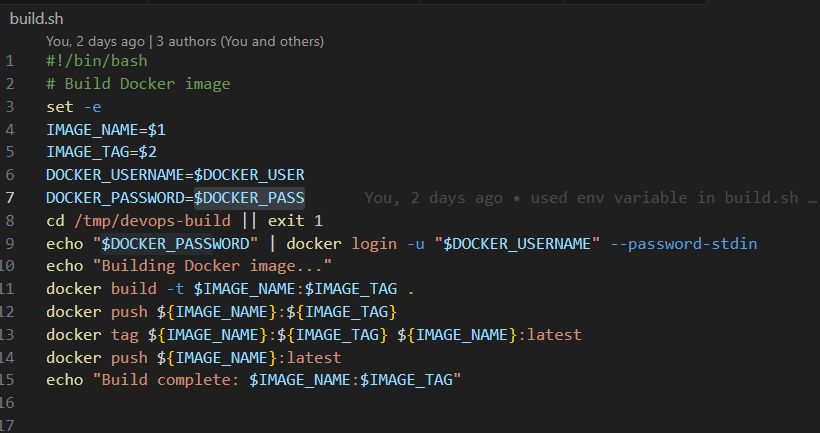 build.sh
You, 2 days ago | 3 authors (You and others)
1 #!/bin/bash
2 # Build Docker image
3 set -e
4 IMAGE_NAME=$1
5 IMAGE_TAG=$2
6 DOCKER_USERNAME=$DOCKER_USER
7 DOCKER_PASSWORD=$DOCKER_PASS You, 2 days ago • used env variable in build.sh …
8 cd /tmp/devops-build || exit 1
9 echo "$DOCKER_PASSWORD" | docker login -u "$DOCKER_USERNAME" --password-stdin
10 echo "Building Docker image..."
11 docker build -t $IMAGE_NAME:$IMAGE_TAG .
12 docker push ${IMAGE_NAME}:${IMAGE_TAG}
13 docker tag ${IMAGE_NAME}:${IMAGE_TAG} ${IMAGE_NAME}:latest
14 docker push ${IMAGE_NAME}:latest
15 echo "Build complete: $IMAGE_NAME:$IMAGE_TAG"
16
17